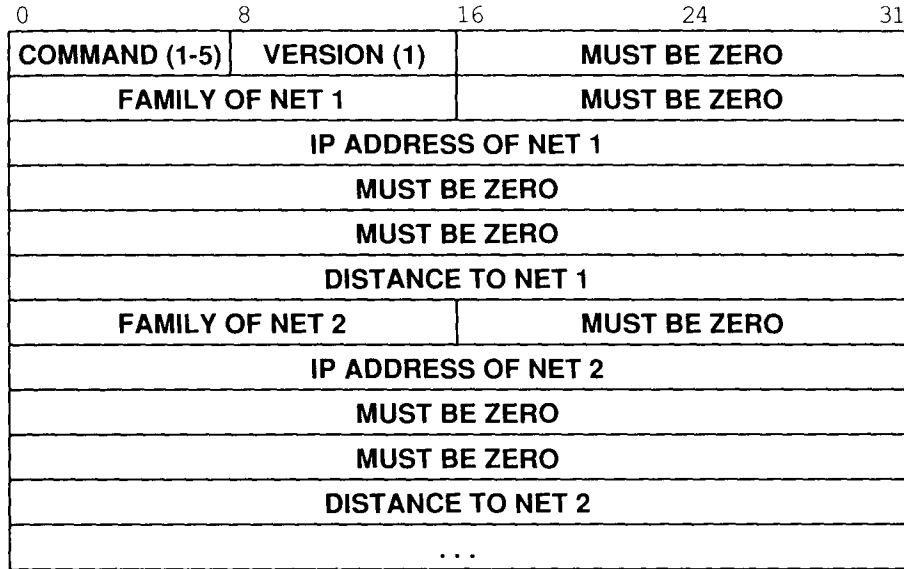 0 8 16 24 31
COMMAND (1-5) VERSION (1) MUST BE ZERO
FAMILY OF NET 1 MUST BE ZERO
IP ADDRESS OF NET 1
MUST BE ZERO
MUST BE ZERO
DISTANCE TO NET 1
FAMILY OF NET 2 MUST BE ZERO
IP ADDRESS OF NET 2
MUST BE ZERO
MUST BE ZERO
DISTANCE TO NET 2
...